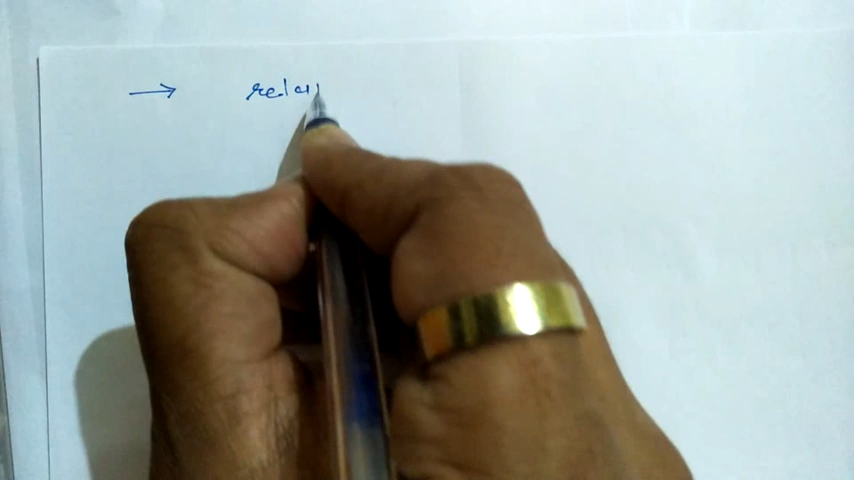 → rela